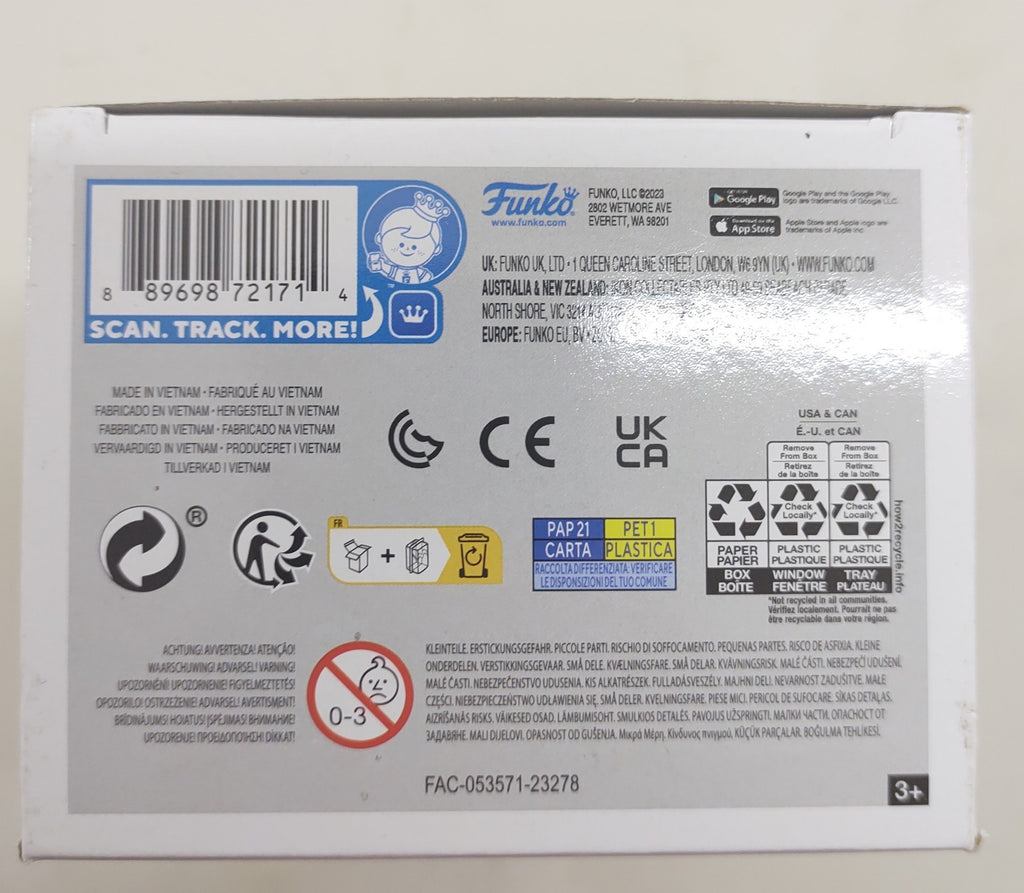 8 89698 72171 4
SCAN. TRACK. MORE!
Funko®
www.funko.com
FUNKO, LLC ©2023
2802 WETMORE AVE
EVERETT, WA 98201
GET IT ON
Google Play
Google Play and the Google Play
logo are trademarks of Google LLC.
Download on the
App Store
Apple Store and Apple logo are
trademarks of Apple Inc.
UK: FUNKO UK, LTD • 1 QUEEN CAROLINE STREET, LONDON, W6 9YN (UK) • WWW.FUNKO.COM
AUSTRALIA & NEW ZEALAND:
NORTH SHORE, VIC
EUROPE: FUNKO EU, BV
MADE IN VIETNAM • FABRIQUÉ AU VIETNAM
FABRICADO EN VIETNAM • HERGESTELLT IN VIETNAM
FABBRICATO IN VIETNAM • FABRICADO NA VIETNAM
VERVAARDIGD IN VIETNAM • PRODUCERET I VIETNAM
TILLVERKAD I VIETNAM
CE
UK
CA
USA & CAN
É.-U. et CAN
Remove From Box
Retirez de la boîte
Remove From Box
Retirez de la boîte
Check Locally*
Check Locally*
PAPER
PAPIER
PLASTIC
PLASTIQUE
PLASTIC
PLASTIQUE
BOX
BOÎTE
WINDOW
FENÊTRE
TRAY
PLATEAU
how2recycle.info
*Not recycled in all communities.
Vérifiez localement. Pourrait ne pas
être recyclable dans votre région.
®
FR
+
PAP 21 PET 1
CARTA PLASTICA
RACCOLTA DIFFERENZIATA: VERIFICARE
LE DISPOSIZIONI DEL TUO COMUNE
ACHTUNG! AVVERTENZA! ATENÇÃO!
WAARSCHUWING! ADVARSEL! VARNING!
UPOZORNĚNÍ! UPOZORNENIE! FIGYELMEZTETÉS!
OPOZORILO! OSTRZEŻENIE! ADVARSEL! AVERTISMENT!
BRĪDINĀJUMS! HOIATUS! ĮSPĖJIMAS! ВНИМАНИЕ!
UPOZORENJE! ΠΡΟΕΙΔΟΠΟΙΗΣΗ! DİKKAT!
0-3
KLEINTEILE. ERSTICKUNGSGEFAHR. PICCOLE PARTI. RISCHIO DI SOFFOCAMENTO. PEQUENAS PARTES. RISCO DE ASFIXIA. KLEINE
ONDERDELEN. VERSTIKKINGSGEVAAR. SMÅ DELE. KVÆLNINGSFARE. SMÅ DELAR. KVÄVNINGSRISK. MALÉ ČÁSTI. NEBEZPEČÍ UDUŠENÍ.
MALÉ ČASTI. NEBEZPEČENSTVO UDUSENIA. KIS ALKATRÉSZEK. FULLADÁSVESZÉLY. MAJHNI DELI. NEVARNOST ZADUŠITVE. MAŁE
CZĘŚCI. NIEBEZPIECZEŃSTWO UDŁAWIENIA SIĘ. SMÅ DELER. KVELNINGSFARE. PIESE MICI. PERICOL DE SUFOCARE. SĪKAS DETAĻAS.
AIZRĪŠANĀS RISKS. VÄIKESED OSAD. LÄMBUMISOHT. SMULKIOS DETALĖS. PAVOJUS UŽSPRINGTI. МАЛКИ ЧАСТИ. ОПАСНОСТ ОТ
ЗАДАВЯНЕ. MALI DIJELOVI. OPASNOST OD GUŠENJA. Μικρά Μέρη. Κίνδυνος πνιγμού. KÜÇÜK PARÇALAR. BOĞULMA TEHLİKESİ.
FAC-053571-23278
3+